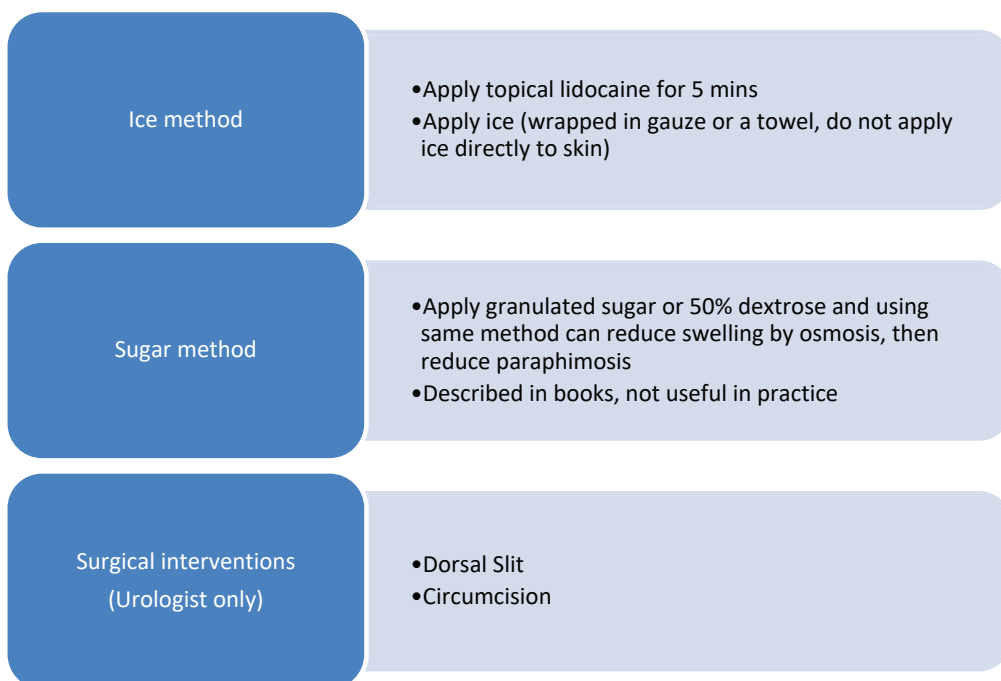 Ice method
•Apply topical lidocaine for 5 mins
•Apply ice (wrapped in gauze or a towel, do not apply
ice directly to skin)
Sugar method
•Apply granulated sugar or 50% dextrose and using
same method can reduce swelling by osmosis, then
reduce paraphimosis
•Described in books, not useful in practice
Surgical interventions
(Urologist only)
•Dorsal Slit
•Circumcision